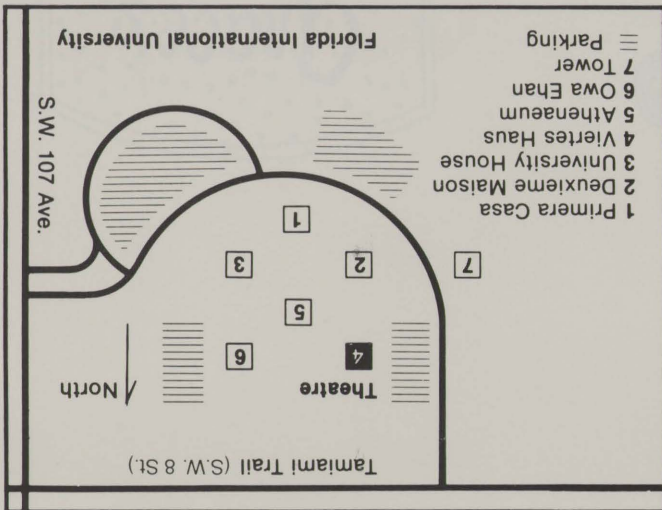 Tamiami Trail (S.W. 8 St.)
Theatre
North
4
6
5
7
2
3
1
1 Primera Casa
2 Deuxieme Maison
3 University House
4 Viertes Haus
5 Athenaeum
6 Owa Ehan
7 Tower
Parking
Florida International University
S.W. 107 Ave.